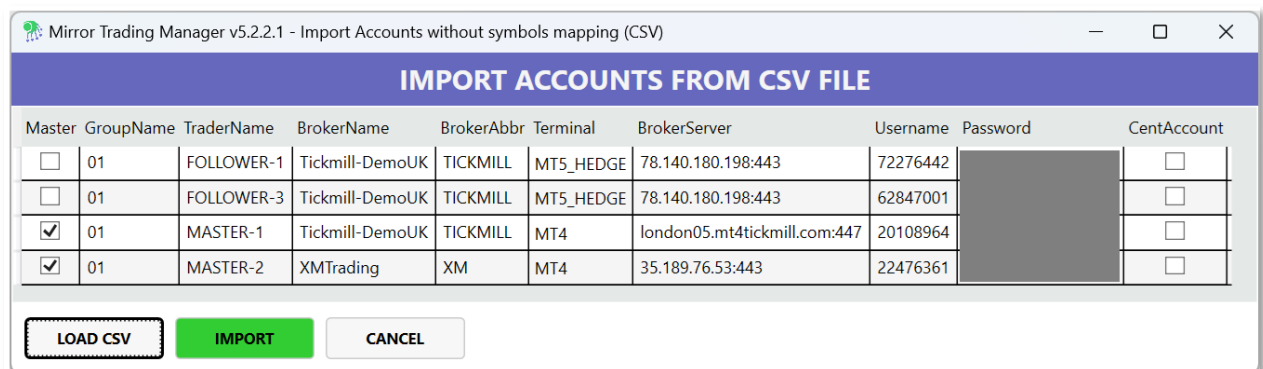 Mirror Trading Manager v5.2.2.1 - Import Accounts without symbols mapping (CSV)
IMPORT ACCOUNTS FROM CSV FILE
Master GroupName TraderName BrokerName BrokerAbbr Terminal BrokerServer Username Password CentAccount
01 FOLLOWER-1 Tickmill-DemoUK TICKMILL MT5_HEDGE 78.140.180.198:443 72276442
01 FOLLOWER-3 Tickmill-DemoUK TICKMILL MT5_HEDGE 78.140.180.198:443 62847001
01 MASTER-1 Tickmill-DemoUK TICKMILL MT4 london05.mt4tickmill.com:447 20108964
01 MASTER-2 XMTrading XM MT4 35.189.76.53:443 22476361
LOAD CSV IMPORT CANCEL